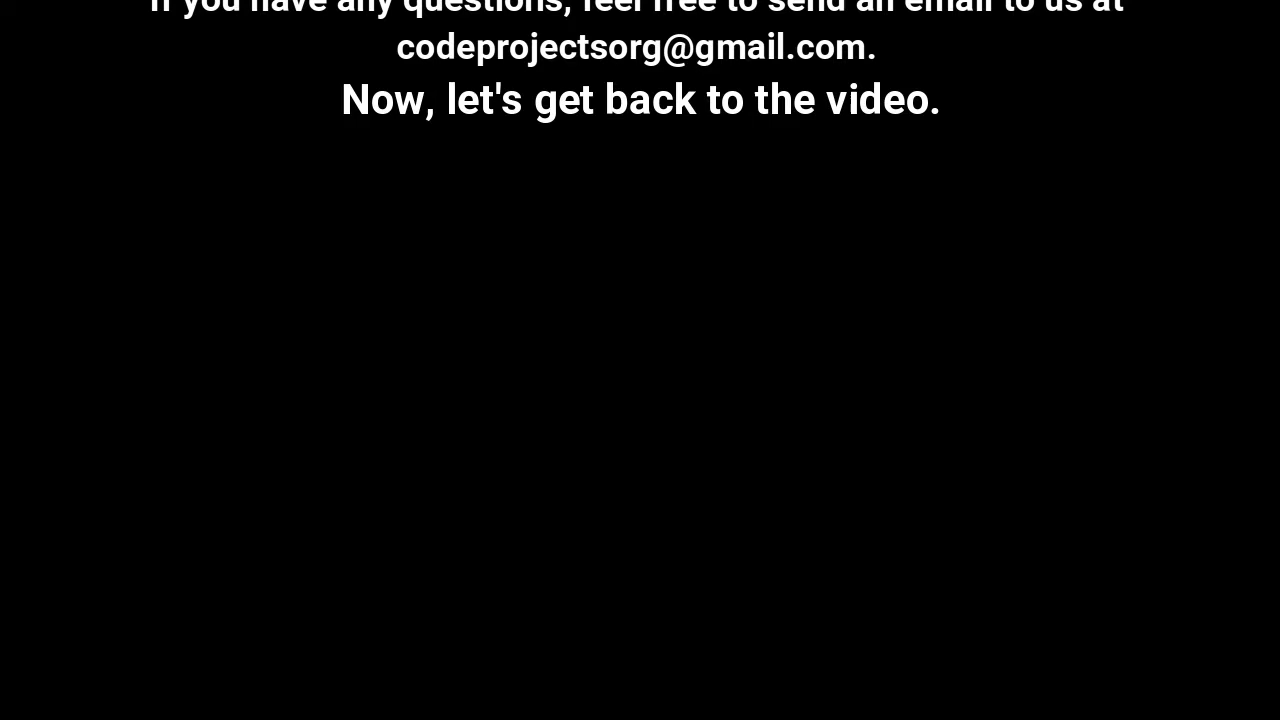 If you have any questions, feel free to send an email to us at
codeprojectsorg@gmail.com.
Now, let's get back to the video.